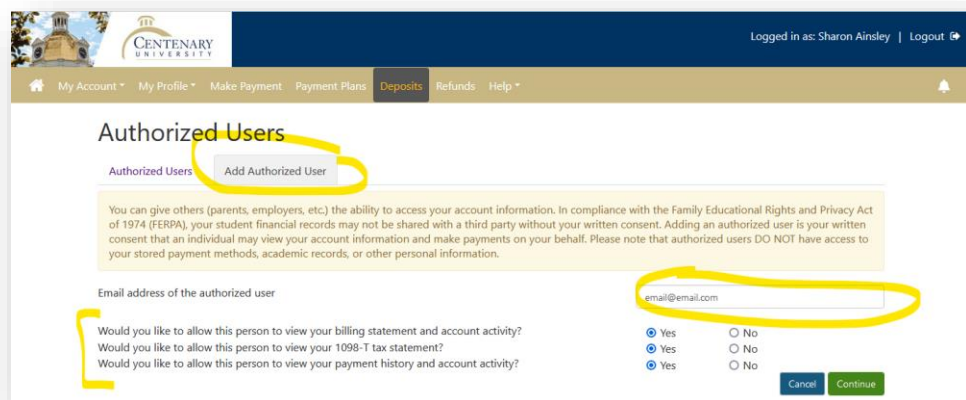 CENTENARY
UNIVERSITY
Logged in as: Sharon Ainsley | Logout
My Account My Profile Make Payment Payment Plans Deposits Refunds Help
Authorized Users
Authorized Users Add Authorized User
You can give others (parents, employers, etc.) the ability to access your account information. In compliance with the Family Educational Rights and Privacy Act
of 1974 (FERPA), your student financial records may not be shared with a third party without your written consent. Adding an authorized user is your written
consent that an individual may view your account information and make payments on your behalf. Please note that authorized users DO NOT have access to
your stored payment methods, academic records, or other personal information.
Email address of the authorized user email@email.com
Would you like to allow this person to view your billing statement and account activity? Yes No
Would you like to allow this person to view your 1098-T tax statement? Yes No
Would you like to allow this person to view your payment history and account activity? Yes No
Cancel Continue